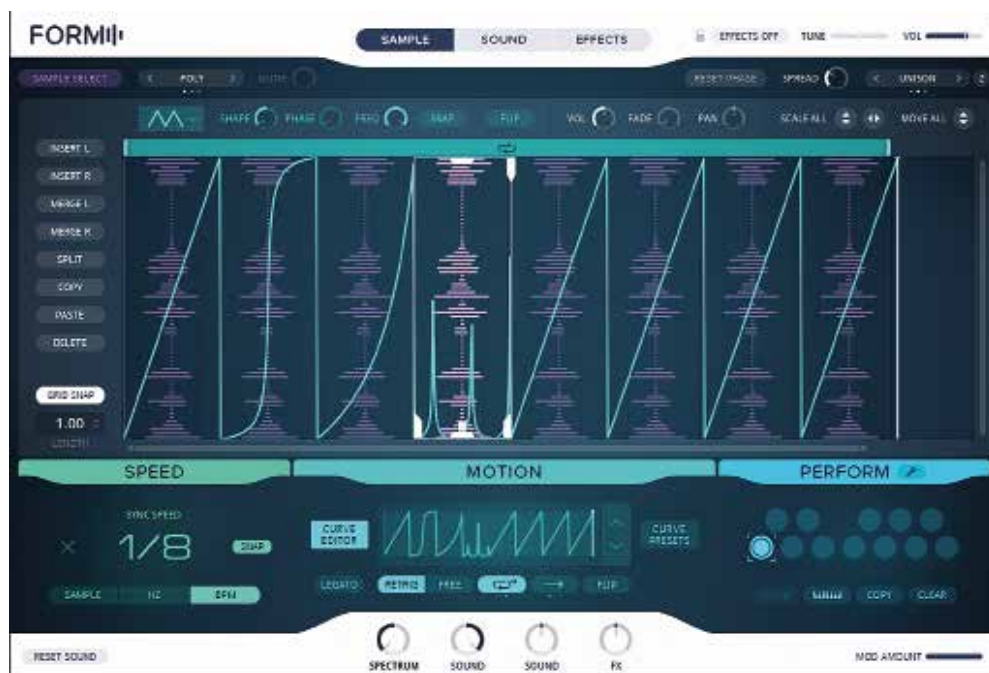 FORM
SAMPLE SOUND EFFECTS EFFECTS OFF TUNE VOL
SAMPLE SELECT POLY GLIDE RESET PHASE SPREAD UNISON 2
SHAPE PHASE FREQ SNAP FLIP VOL FADE PAN SCALE ALL MOVE ALL
INSERT L
INSERT R
MERGE L
MERGE R
SPLIT
COPY
PASTE
DELETE
GRID SNAP
1.00
LENGTH
SPEED MOTION PERFORM
SYNC SPEED
1/8 SNAP
CURVE EDITOR CURVE PRESETS
SAMPLE HZ BPM
LEGATO RETRIG FREE FLIP
COPY CLEAR
RESET SOUND
SPECTRUM SOUND SOUND FX
MOD AMOUNT